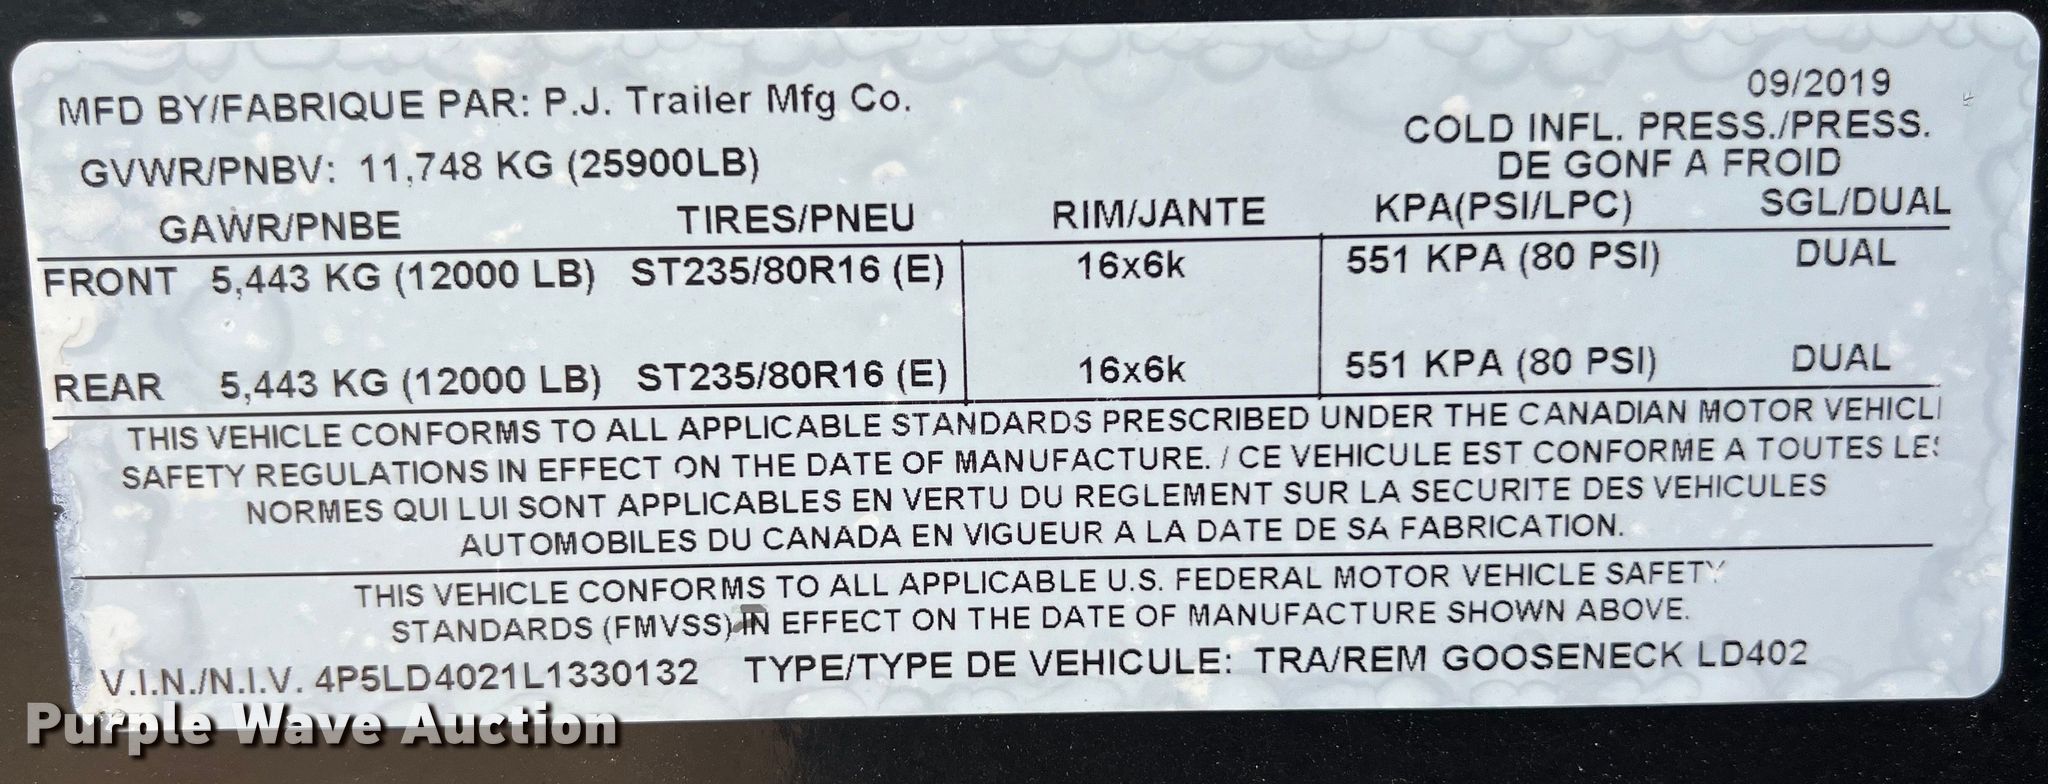 09/2019
MFD BY/FABRIQUE PAR: P.J. Trailer Mfg Co.
COLD INFL. PRESS./PRESS.
GVWR/PNBV: 11,748 KG (25900LB)
DE GONF A FROID
GAWR/PNBE TIRES/PNEU RIM/JANTE KPA(PSI/LPC) SGL/DUAL
FRONT 5,443 KG (12000 LB) ST235/80R16 (E) 16x6k 551 KPA (80 PSI) DUAL
REAR 5,443 KG (12000 LB) ST235/80R16 (E) 16x6k 551 KPA (80 PSI) DUAL
THIS VEHICLE CONFORMS TO ALL APPLICABLE STANDARDS PRESCRIBED UNDER THE CANADIAN MOTOR VEHICL
SAFETY REGULATIONS IN EFFECT ON THE DATE OF MANUFACTURE. / CE VEHICULE EST CONFORME A TOUTES LES
NORMES QUI LUI SONT APPLICABLES EN VERTU DU REGLEMENT SUR LA SECURITE DES VEHICULES
AUTOMOBILES DU CANADA EN VIGUEUR A LA DATE DE SA FABRICATION.
THIS VEHICLE CONFORMS TO ALL APPLICABLE U.S. FEDERAL MOTOR VEHICLE SAFETY
STANDARDS (FMVSS) IN EFFECT ON THE DATE OF MANUFACTURE SHOWN ABOVE.
V.I.N./N.I.V. 4P5LD4021L1330132 TYPE/TYPE DE VEHICULE: TRA/REM GOOSENECK LD402
Purple Wave Auction